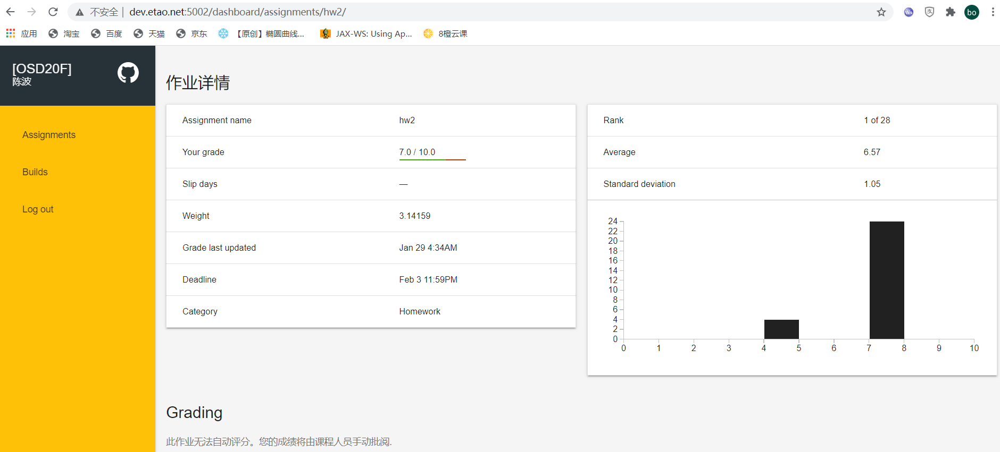 不安全 dev.etao.net:5002/dashboard/assignments/hw2/
bo
应用 淘宝 百度 天猫 京东 【原创】椭圆曲线... JAX-WS: Using Ap... 8橙云课
[OSD20F]
陈波
Assignments
Builds
Log out
作业详情
Assignment name hw2
Your grade 7.0 / 10.0
Slip days —
Weight 3.14159
Grade last updated Jan 29 4:34AM
Deadline Feb 3 11:59PM
Category Homework
Rank 1 of 28
Average 6.57
Standard deviation 1.05
24
22
20
18
16
14
12
10
8
6
4
2
0
0 1 2 3 4 5 6 7 8 9 10
Grading
此作业无法自动评分。您的成绩将由课程人员手动批阅.